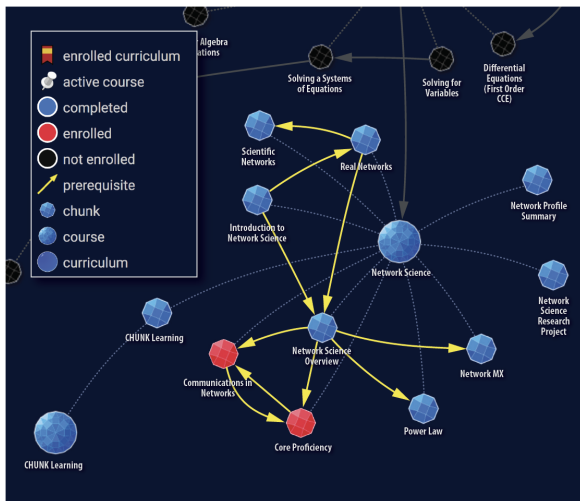 enrolled curriculum
active course
completed
enrolled
not enrolled
prerequisite
chunk
course
curriculum
Algebra
Solving a Systems
of Equations
Solving for
Variables
Differential
Equations
(First Order
CCE)
Scientific
Networks
Real Networks
Introduction to
Network Science
Network Profile
Summary
Network Science
Network
Science
Research
Project
CHUNK Learning
Network Science
Overview
Network MX
Communications in
Networks
Power Law
Core Proficiency
CHUNK Learning